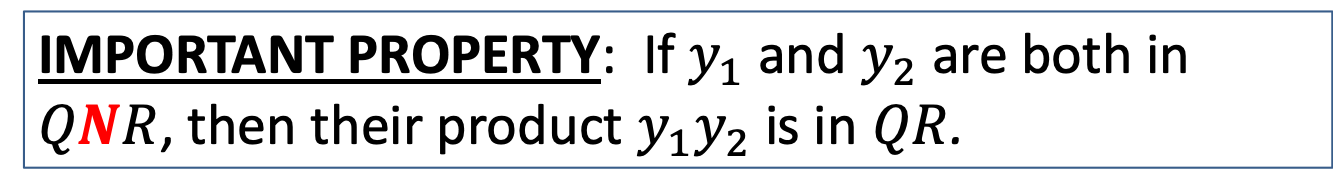 IMPORTANT PROPERTY: If y₁ and y₂ are both in
QNR, then their product y₁y₂ is in QR.